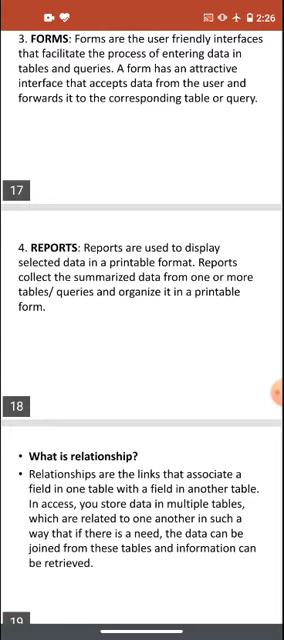 2:26
3. FORMS: Forms are the user friendly interfaces
that facilitate the process of entering data in
tables and queries. A form has an attractive
interface that accepts data from the user and
forwards it to the corresponding table or query.
17
4. REPORTS: Reports are used to display
selected data in a printable format. Reports
collect the summarized data from one or more
tables/ queries and organize it in a printable
form.
18
• What is relationship?
• Relationships are the links that associate a
field in one table with a field in another table.
In access, you store data in multiple tables,
which are related to one another in such a
way that if there is a need, the data can be
joined from these tables and information can
be retrieved.
19